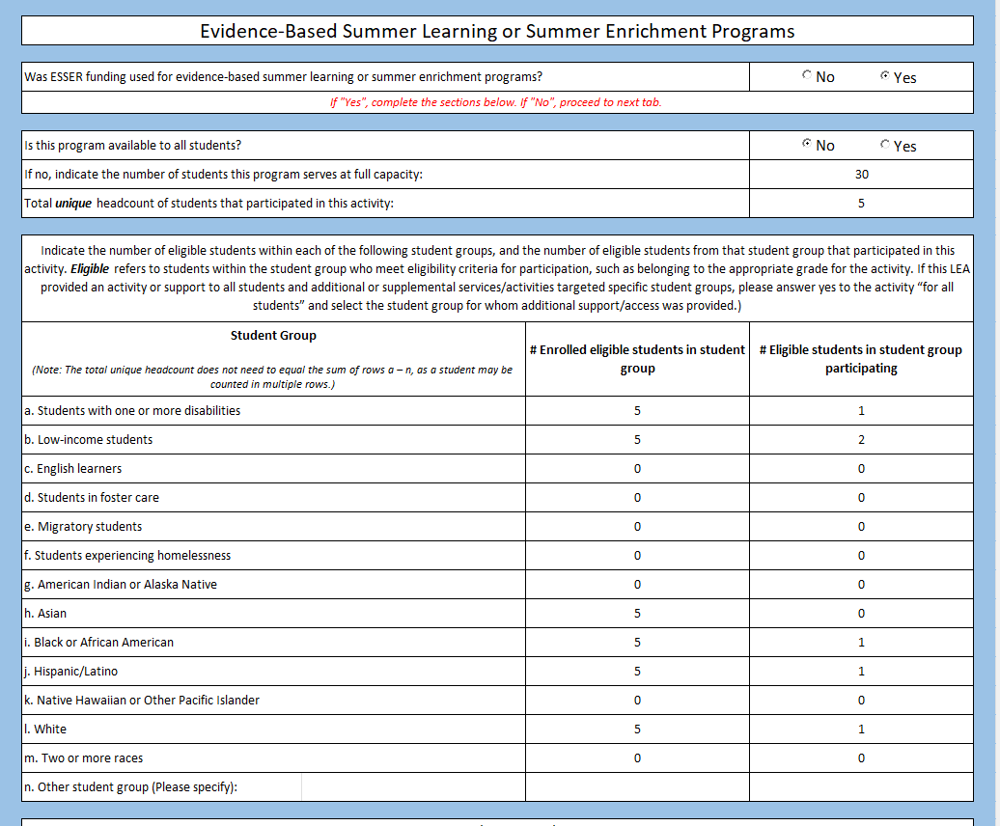 Evidence-Based Summer Learning or Summer Enrichment Programs
Was ESSER funding used for evidence-based summer learning or summer enrichment programs? No Yes
If "Yes", complete the sections below. If "No", proceed to next tab.
Is this program available to all students? No Yes
If no, indicate the number of students this program serves at full capacity: 30
Total unique headcount of students that participated in this activity: 5
Indicate the number of eligible students within each of the following student groups, and the number of eligible students from that student group that participated in this
activity. Eligible refers to students within the student group who meet eligibility criteria for participation, such as belonging to the appropriate grade for the activity. If this LEA
provided an activity or support to all students and additional or supplemental services/activities targeted specific student groups, please answer yes to the activity “for all
students” and select the student group for whom additional support/access was provided.)
Student Group
(Note: The total unique headcount does not need to equal the sum of rows a – n, as a student may be
counted in multiple rows.)
# Enrolled eligible students in student
group
# Eligible students in student group
participating
a. Students with one or more disabilities 5 1
b. Low-income students 5 2
c. English learners 0 0
d. Students in foster care 0 0
e. Migratory students 0 0
f. Students experiencing homelessness 0 0
g. American Indian or Alaska Native 0 0
h. Asian 5 0
i. Black or African American 5 1
j. Hispanic/Latino 5 1
k. Native Hawaiian or Other Pacific Islander 0 0
l. White 5 1
m. Two or more races 0 0
n. Other student group (Please specify):